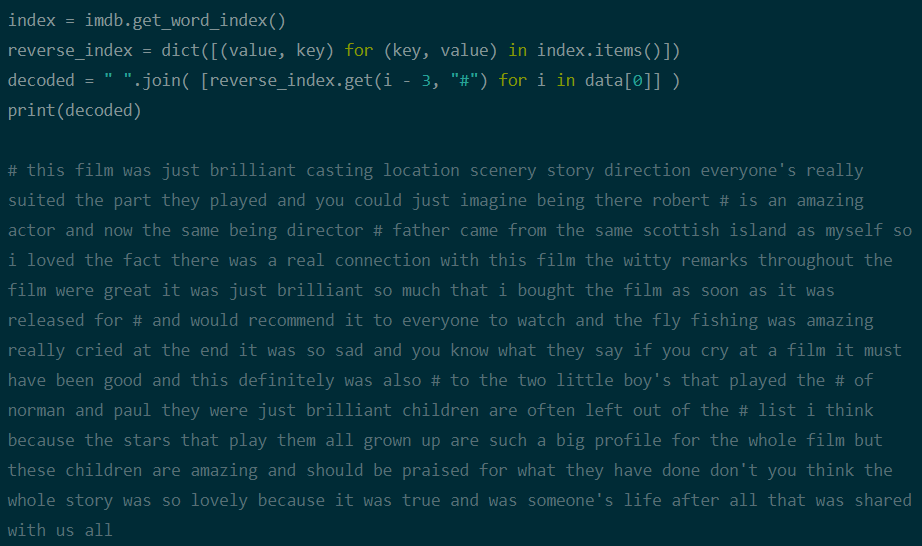 index = imdb.get_word_index()
reverse_index = dict([(value, key) for (key, value) in index.items()])
decoded = " ".join( [reverse_index.get(i - 3, "#") for i in data[0]] )
print(decoded)
# this film was just brilliant casting location scenery story direction everyone's really
suited the part they played and you could just imagine being there robert # is an amazing
actor and now the same being director # father came from the same scottish island as myself so
i loved the fact there was a real connection with this film the witty remarks throughout the
film were great it was just brilliant so much that i bought the film as soon as it was
released for # and would recommend it to everyone to watch and the fly fishing was amazing
really cried at the end it was so sad and you know what they say if you cry at a film it must
have been good and this definitely was also # to the two little boy's that played the # of
norman and paul they were just brilliant children are often left out of the # list i think
because the stars that play them all grown up are such a big profile for the whole film but
these children are amazing and should be praised for what they have done don't you think the
whole story was so lovely because it was true and was someone's life after all that was shared
with us all